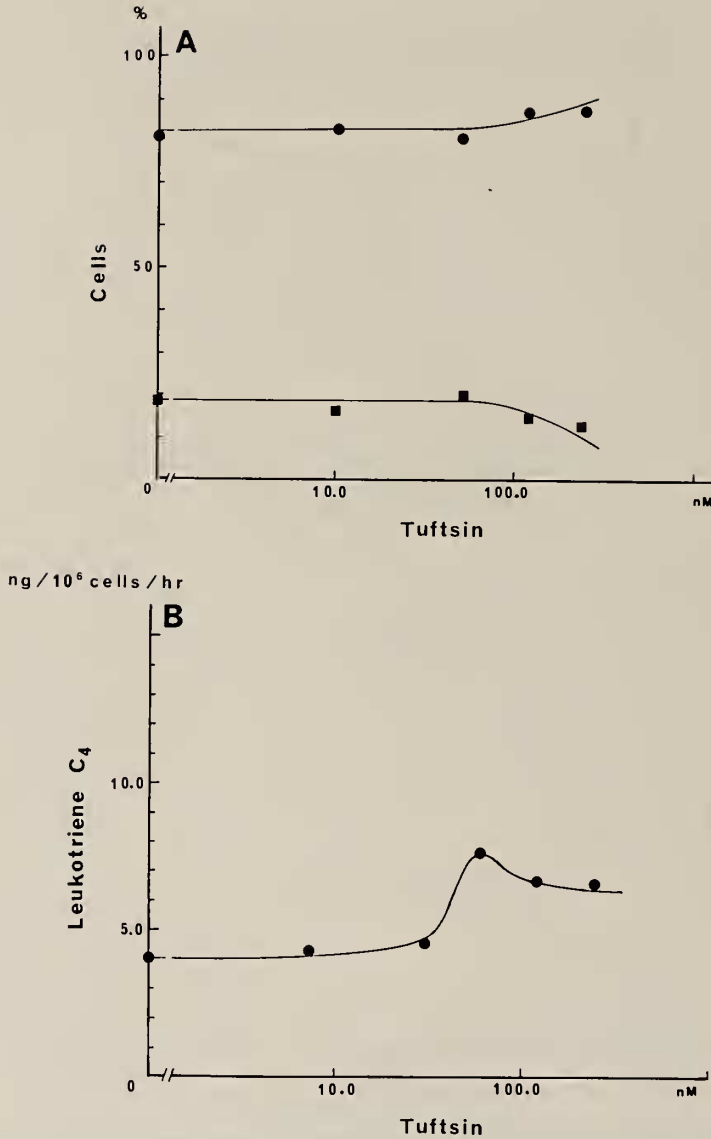 %
A
100
50
Cells
0
10.0
100.0
nM
Tuftsin
ng/10⁶ cells/hr
B
10.0
5.0
Leukotriene C₄
0
10.0
100.0
nM
Tuftsin